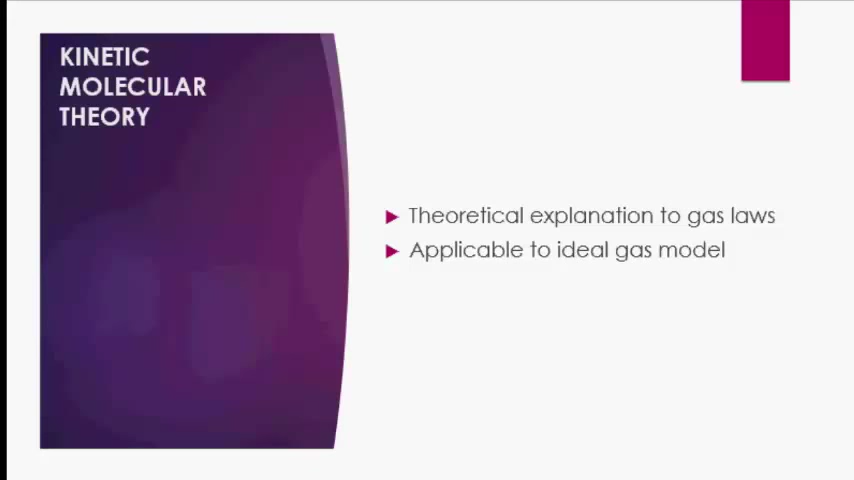 KINETIC
MOLECULAR
THEORY
Theoretical explanation to gas laws
Applicable to ideal gas model